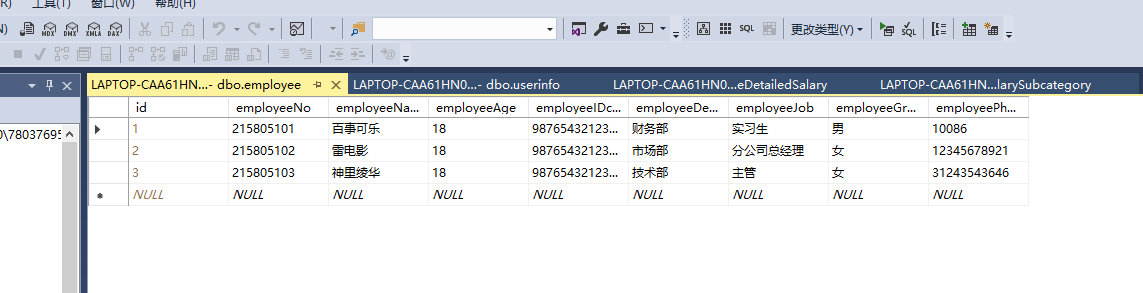 R) 工具(T) 窗口(W) 帮助(H)
N) MDX DMX XMLA DAX SQL 更改类型(Y) SQL
LAPTOP-CAA61HN...- dbo.employee LAPTOP-CAA61HN0...- dbo.userinfo LAPTOP-CAA61HN0...eDetailedSalary LAPTOP-CAA61HN0...larySubcategory
id employeeNo employeeNa... employeeAge employeeIDc... employeeDe... employeeJob employeeGr... employeePh...
0\78037695 1 215805101 百事可乐 18 98765432123... 财务部 实习生 男 10086
2 215805102 雷电影 18 98765432123... 市场部 分公司总经理 女 12345678921
3 215805103 神里绫华 18 98765432123... 技术部 主管 女 31243543646
NULL NULL NULL NULL NULL NULL NULL NULL NULL